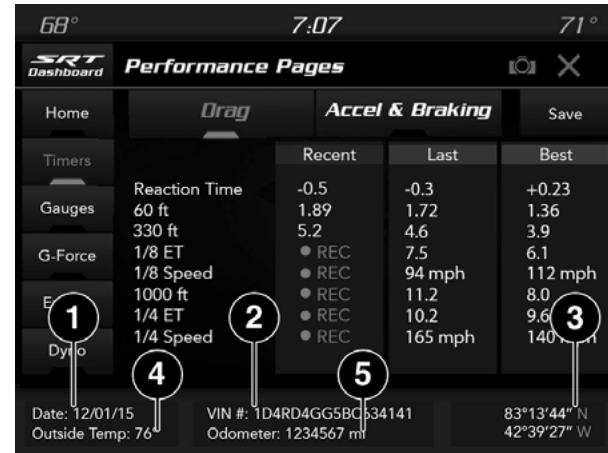 68° 7:07 71°
SRT Dashboard Performance Pages
Home Drag Accel & Braking Save
Timers Recent Last Best
Reaction Time -0.5 -0.3 +0.23
Gauges 60 ft 1.89 1.72 1.36
330 ft 5.2 4.6 3.9
G-Force 1/8 ET REC 7.5 6.1
1/8 Speed REC 94 mph 112 mph
1000 ft REC 11.2 8.0
1/4 ET REC 10.2 9.6
Dyno 1/4 Speed REC 165 mph 140
1 2 3
4 5
Date: 12/01/15 VIN #: 83°13'44" N
Outside Temp: 76° Odometer: 1234567 mi 42°39'27" W